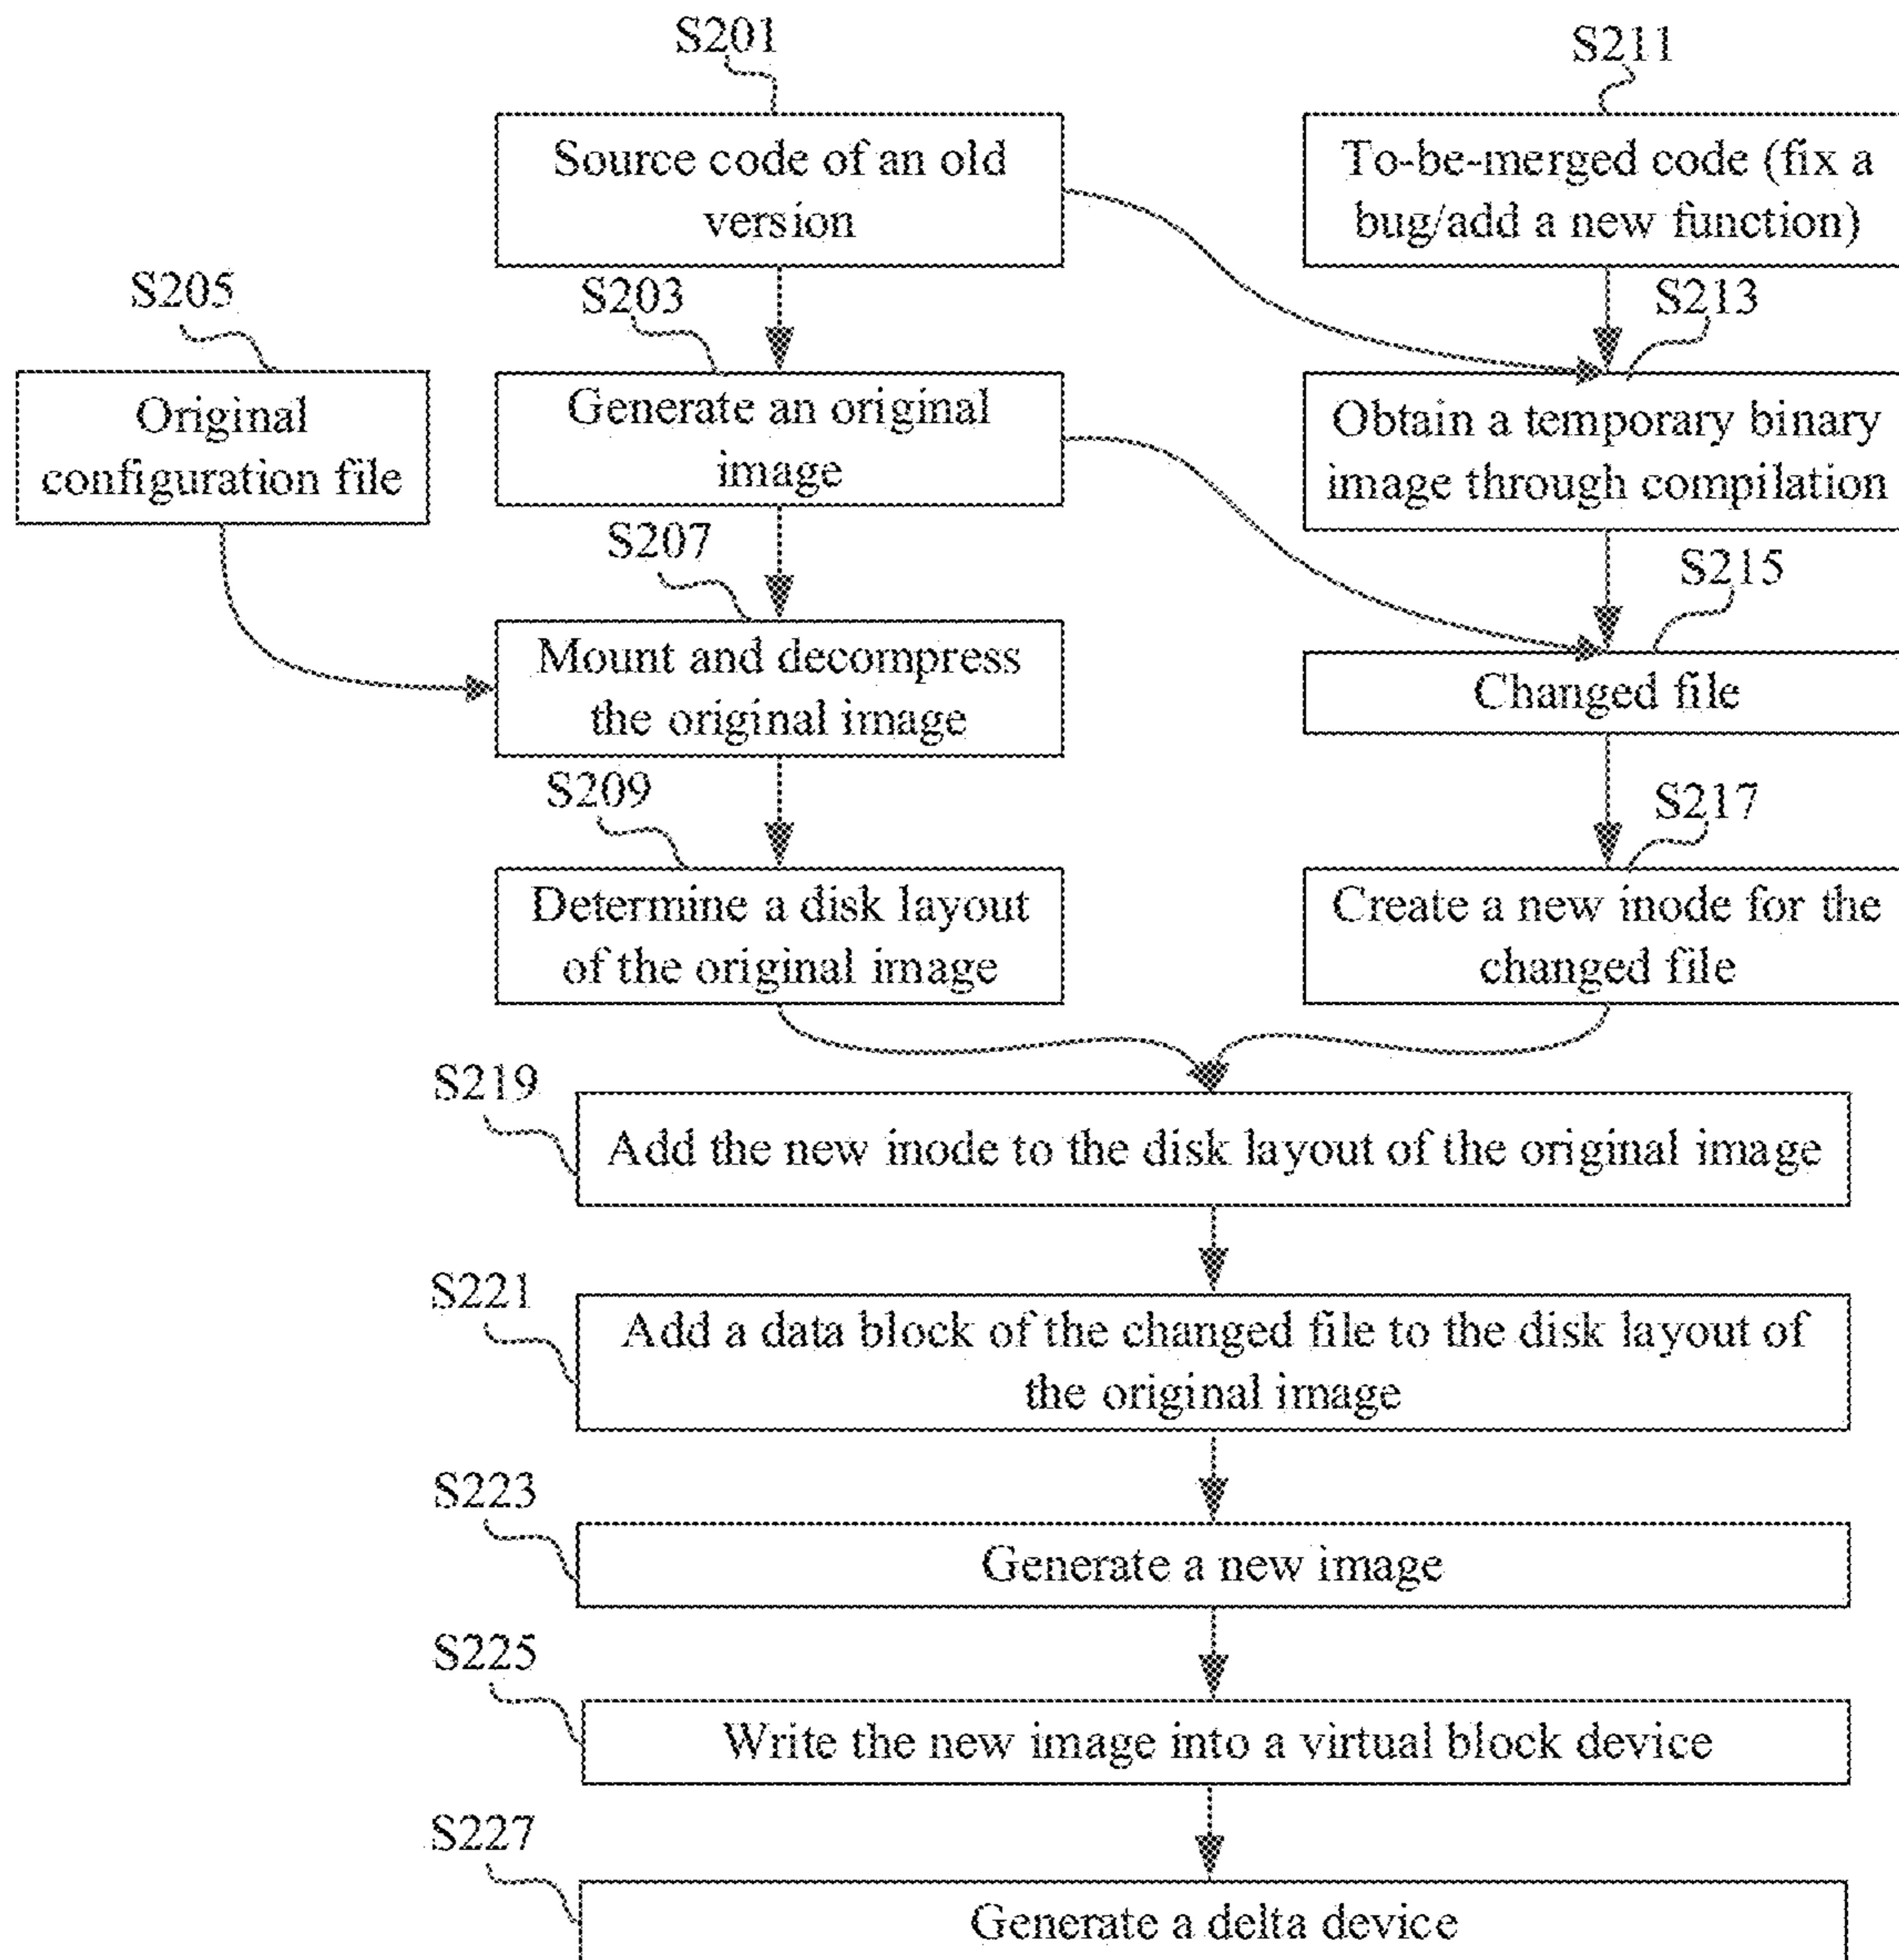 S201
S211
Source code of an old
version
To-be-merged code (fix a
bug/add a new function)
S205
S203
S213
Original
configuration file
Generate an original
image
Obtain a temporary binary
image through compilation
S207
S215
Mount and decompress
the original image
Changed file
S209
S217
Determine a disk layout
of the original image
Create a new inode for the
changed file
S219
Add the new inode to the disk layout of the original image
S221
Add a data block of the changed file to the disk layout of
the original image
S223
Generate a new image
S225
Write the new image into a virtual block device
S227
Generate a delta device